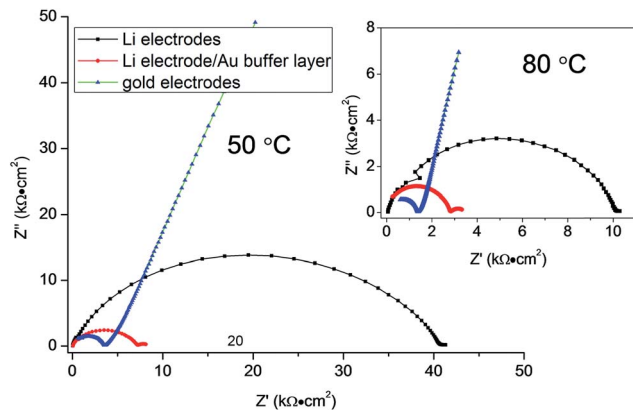 50
40
30
20
10
0
Z'' (kΩ•cm²)
Li electrodes
Li electrode/Au buffer layer
gold electrodes
50 °C
20
0
10
20
30
40
50
Z' (kΩ•cm²)
8
6
4
2
0
Z'' (kΩ•cm²)
80 °C
0
2
4
6
8
10
Z' (kΩ•cm²)